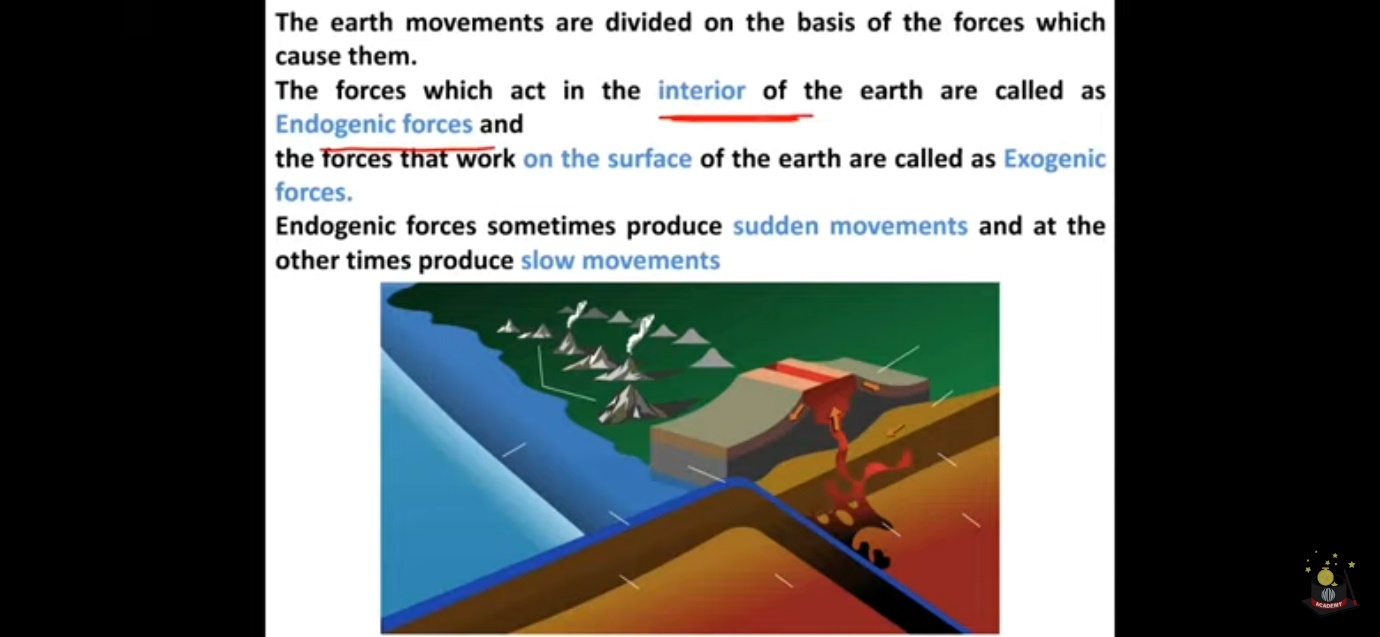 The earth movements are divided on the basis of the forces which
cause them.
The forces which act in the interior of the earth are called as
Endogenic forces and
the forces that work on the surface of the earth are called as Exogenic
forces.
Endogenic forces sometimes produce sudden movements and at the
other times produce slow movements
ACADEMY